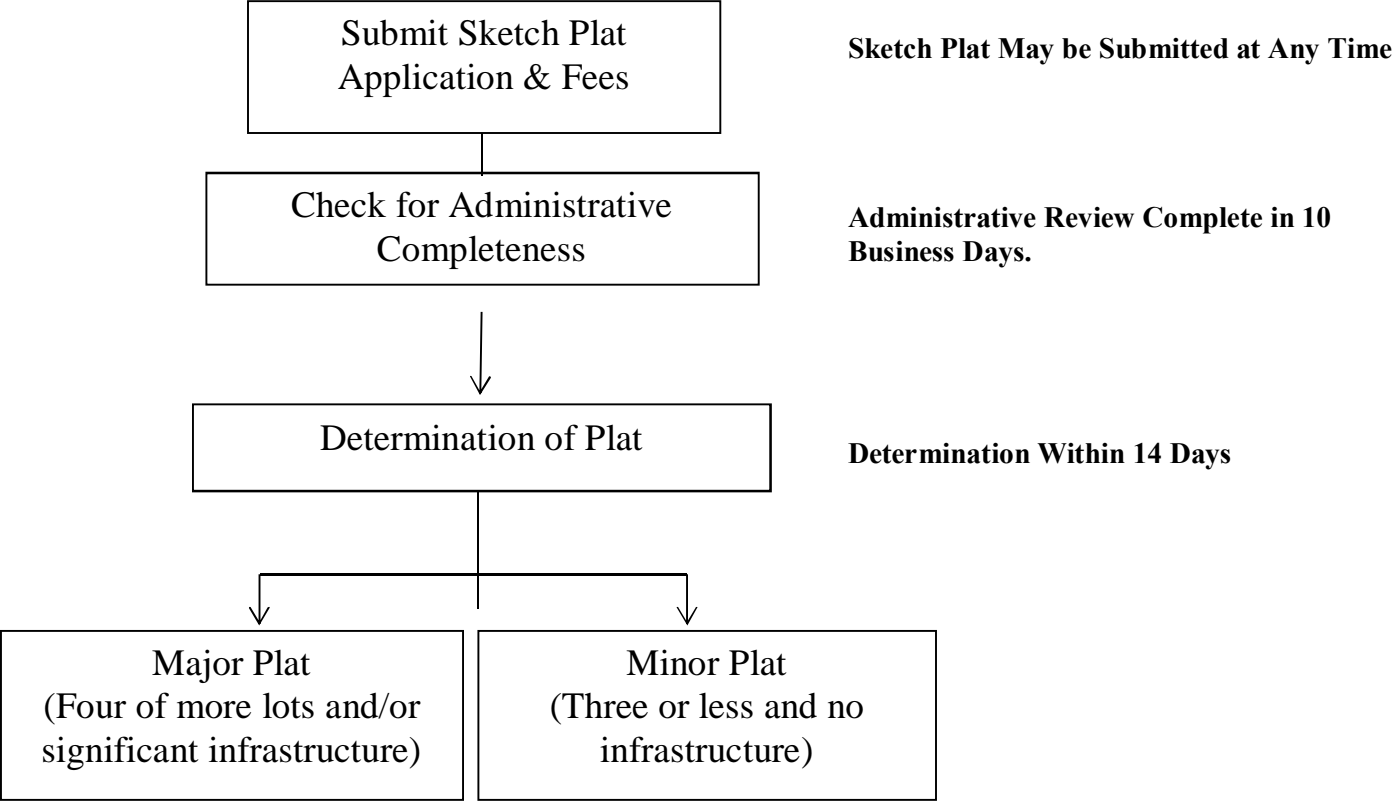 Submit Sketch Plat
Application & Fees
Sketch Plat May be Submitted at Any Time
Check for Administrative
Completeness
Administrative Review Complete in 10
Business Days.
Determination of Plat
Determination Within 14 Days
Major Plat
(Four of more lots and/or
significant infrastructure)
Minor Plat
(Three or less and no
infrastructure)